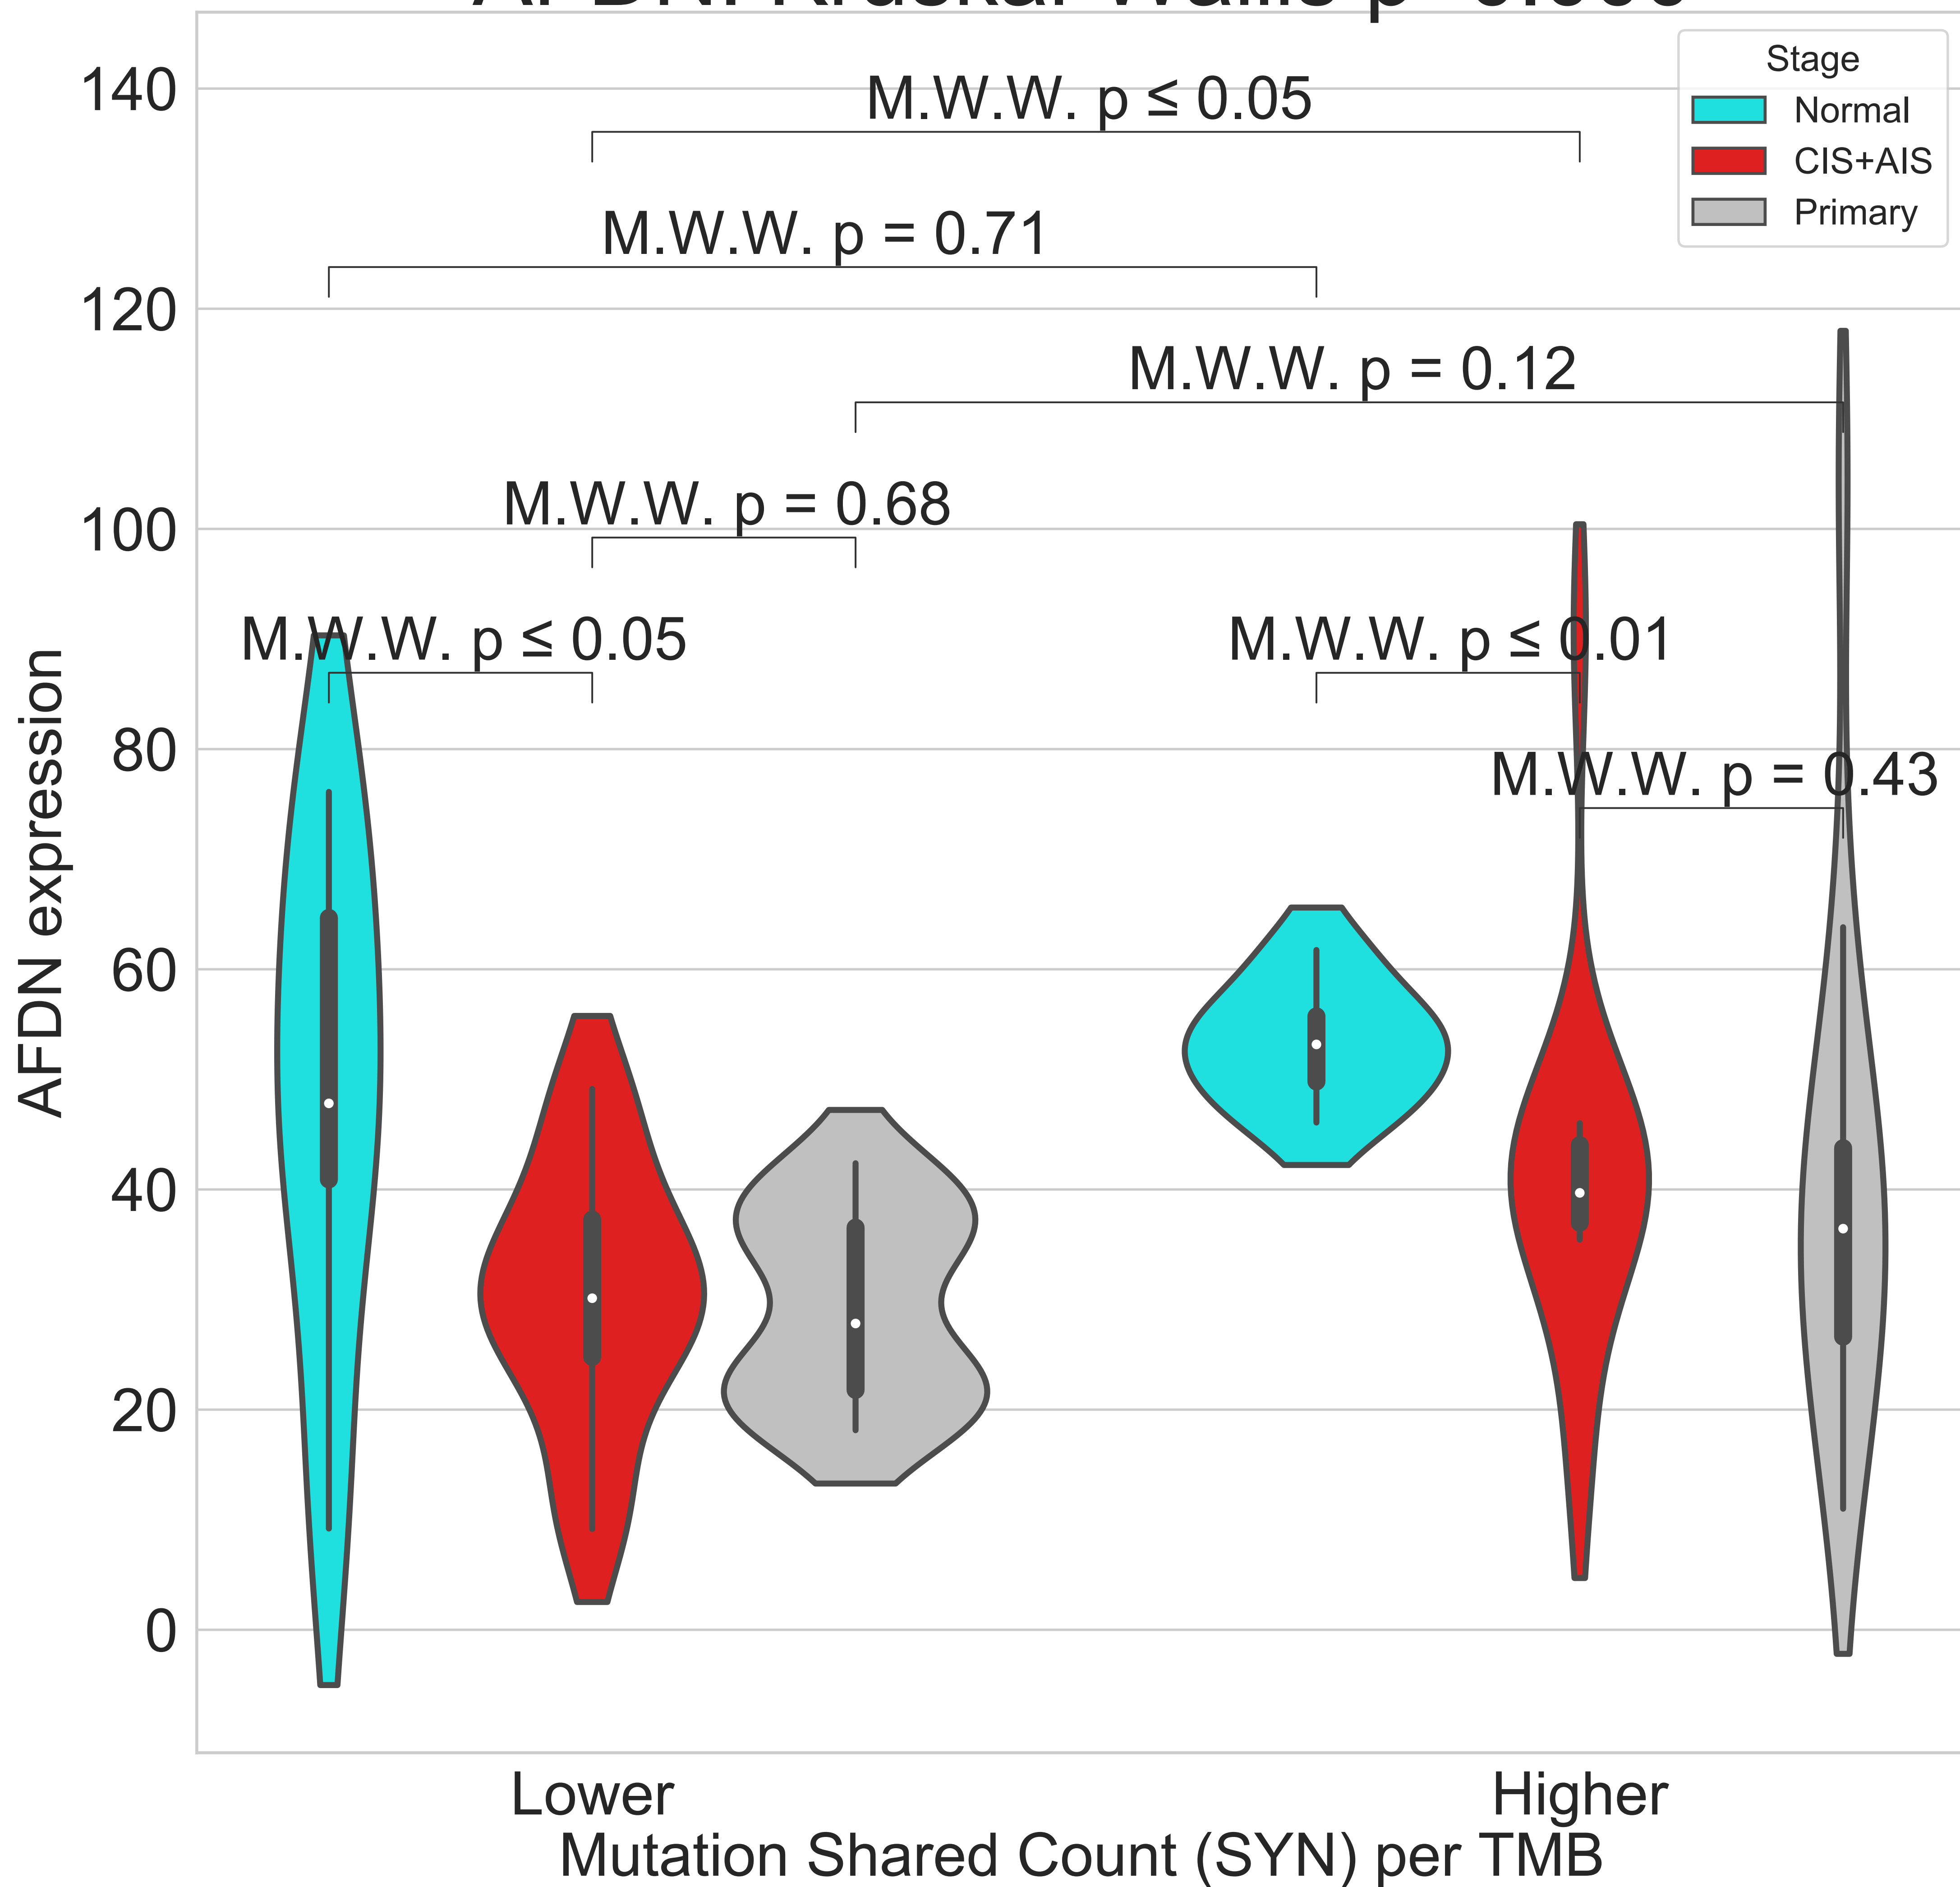 Stage
Normal
CIS+AIS
Primary
140
120
100
80
60
40
20
0
AFDN expression
M.W.W. p ≤ 0.05
M.W.W. p = 0.71
M.W.W. p = 0.12
M.W.W. p = 0.68
M.W.W. p ≤ 0.05
M.W.W. p ≤ 0.01
M.W.W. p = 0.43
Lower
Higher
Mutation Shared Count (SYN) per TMB